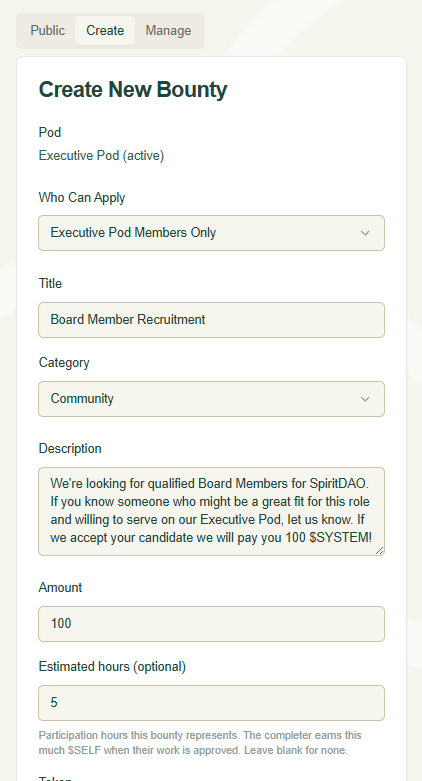 Public Create Manage
Create New Bounty
Pod
Executive Pod (active)
Who Can Apply
Executive Pod Members Only
Title
Board Member Recruitment
Category
Community
Description
We're looking for qualified Board Members for SpiritDAO.
If you know someone who might be a great fit for this role
and willing to serve on our Executive Pod, let us know. If
we accept your candidate we will pay you 100 $SYSTEM!
Amount
100
Estimated hours (optional)
5
Participation hours this bounty represents. The completer earns this
much $SELF when their work is approved. Leave blank for none.